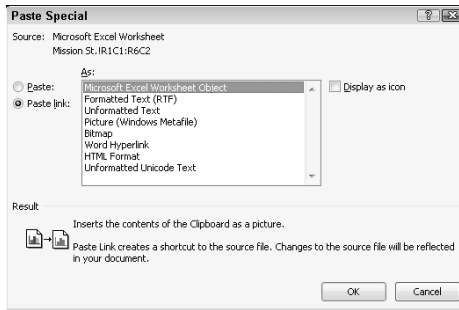 Paste Special
Source: Microsoft Excel Worksheet
Mission St.!R1C1:R6C2
As:
Paste:
Paste link:
Microsoft Excel Worksheet Object
Formatted Text (RTF)
Unformatted Text
Picture (Windows Metafile)
Bitmap
Word Hyperlink
HTML Format
Unformatted Unicode Text
Display as icon
Result
Inserts the contents of the Clipboard as a picture.
Paste Link creates a shortcut to the source file. Changes to the source file will be reflected
in your document.
OK Cancel